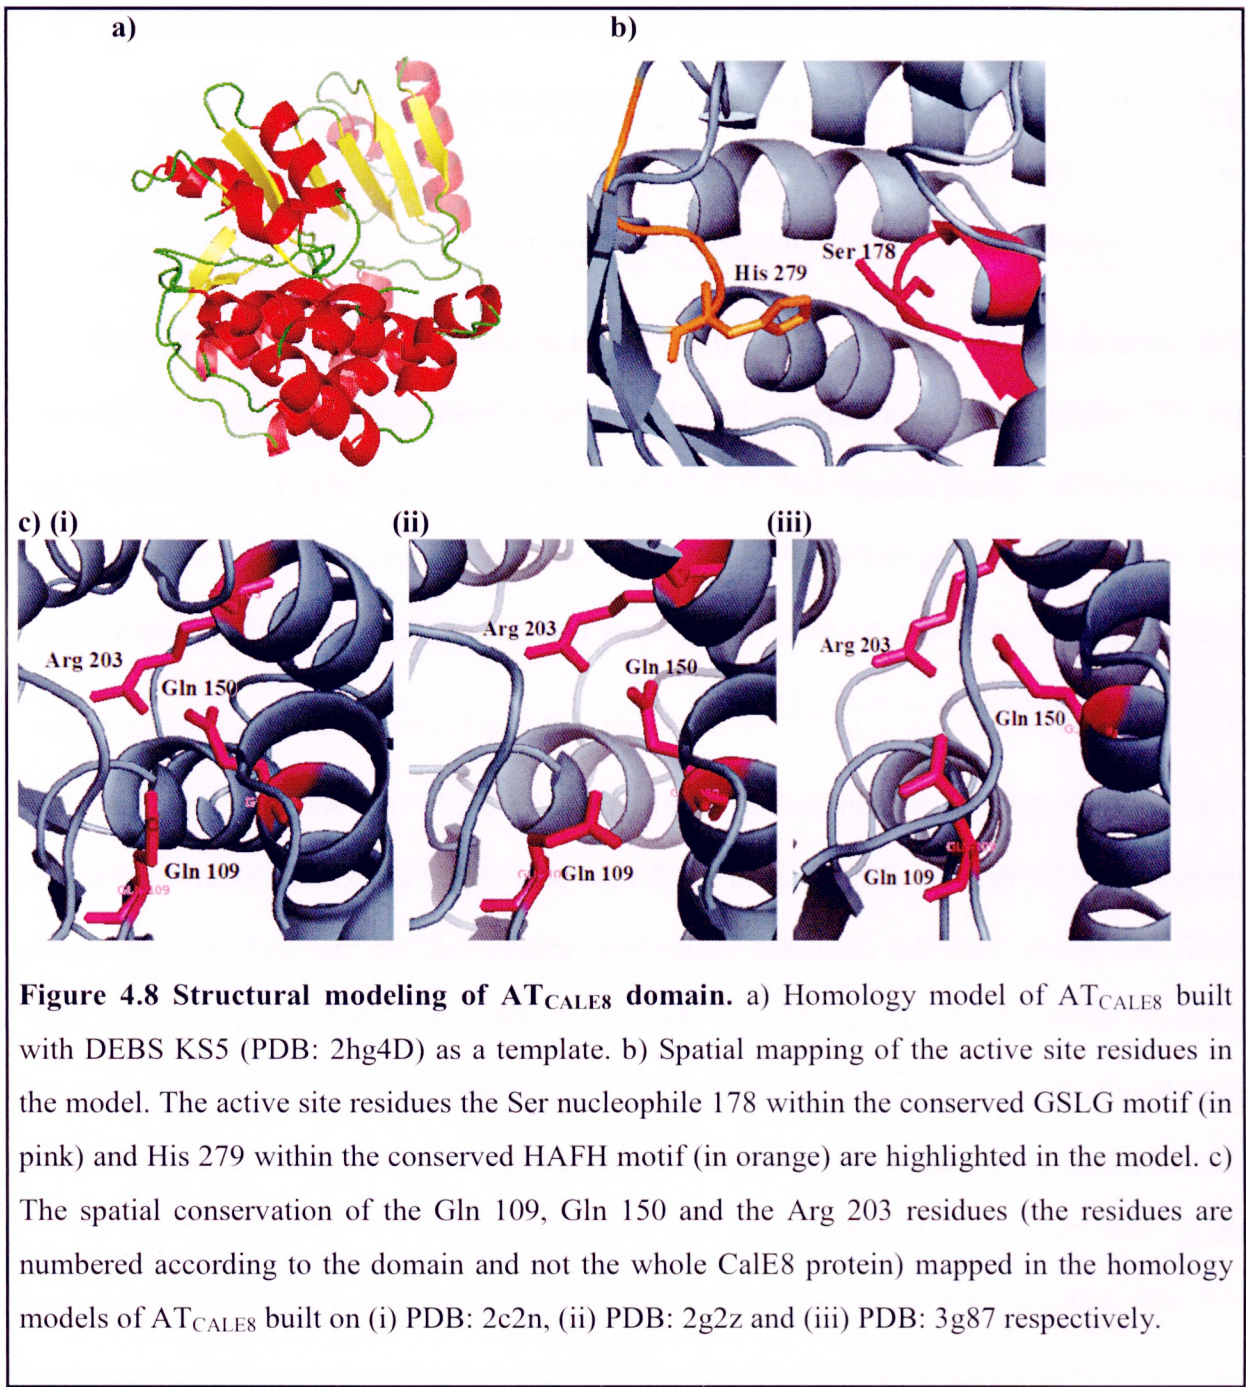 a)
b)
Ser 178
His 279
c) (i)
(ii)
(iii)
Arg 203
Gln 150
Gln 109
GLN 109
Arg 203
Gln 150
Gln 109
Arg 203
Gln 150
Gln 109
Figure 4.8 Structural modeling of AT_CALE8 domain. a) Homology model of AT_CALE8 built
with DEBS KS5 (PDB: 2hg4D) as a template. b) Spatial mapping of the active site residues in
the model. The active site residues the Ser nucleophile 178 within the conserved GSLG motif (in
pink) and His 279 within the conserved HAFH motif (in orange) are highlighted in the model. c)
The spatial conservation of the Gln 109, Gln 150 and the Arg 203 residues (the residues are
numbered according to the domain and not the whole CalE8 protein) mapped in the homology
models of AT_CALE8 built on (i) PDB: 2c2n, (ii) PDB: 2g2z and (iii) PDB: 3g87 respectively.